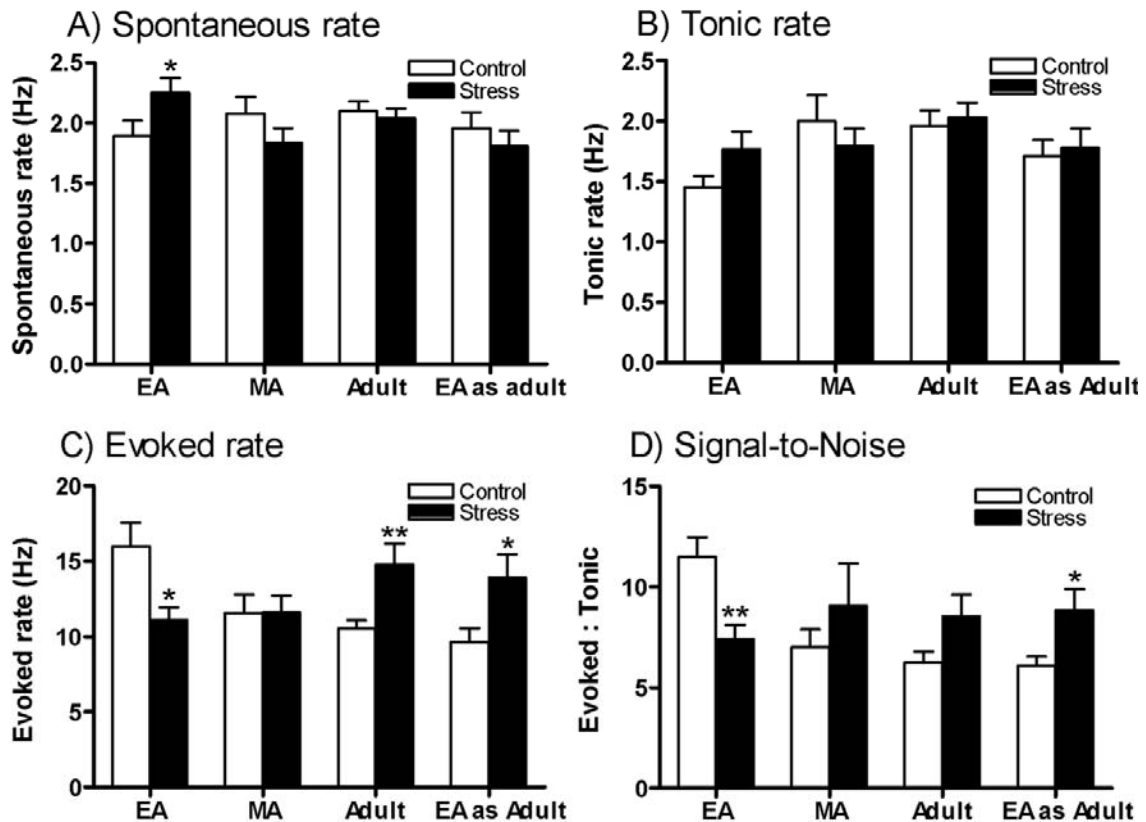 A) Spontaneous rate
Spontaneous rate (Hz)
2.5
2.0
1.5
1.0
0.5
0.0
*
Control
Stress
EA MA Adult EA as adult
B) Tonic rate
Tonic rate (Hz)
2.5
2.0
1.5
1.0
0.5
0.0
Control
Stress
EA MA Adult EA as Adult
C) Evoked rate
Evoked rate (Hz)
20
15
10
5
0
* ** *
Control
Stress
EA MA Adult EA as Adult
D) Signal-to-Noise
Evoked : Tonic
15
10
5
0
** *
Control
Stress
EA MA Adult EA as Adult